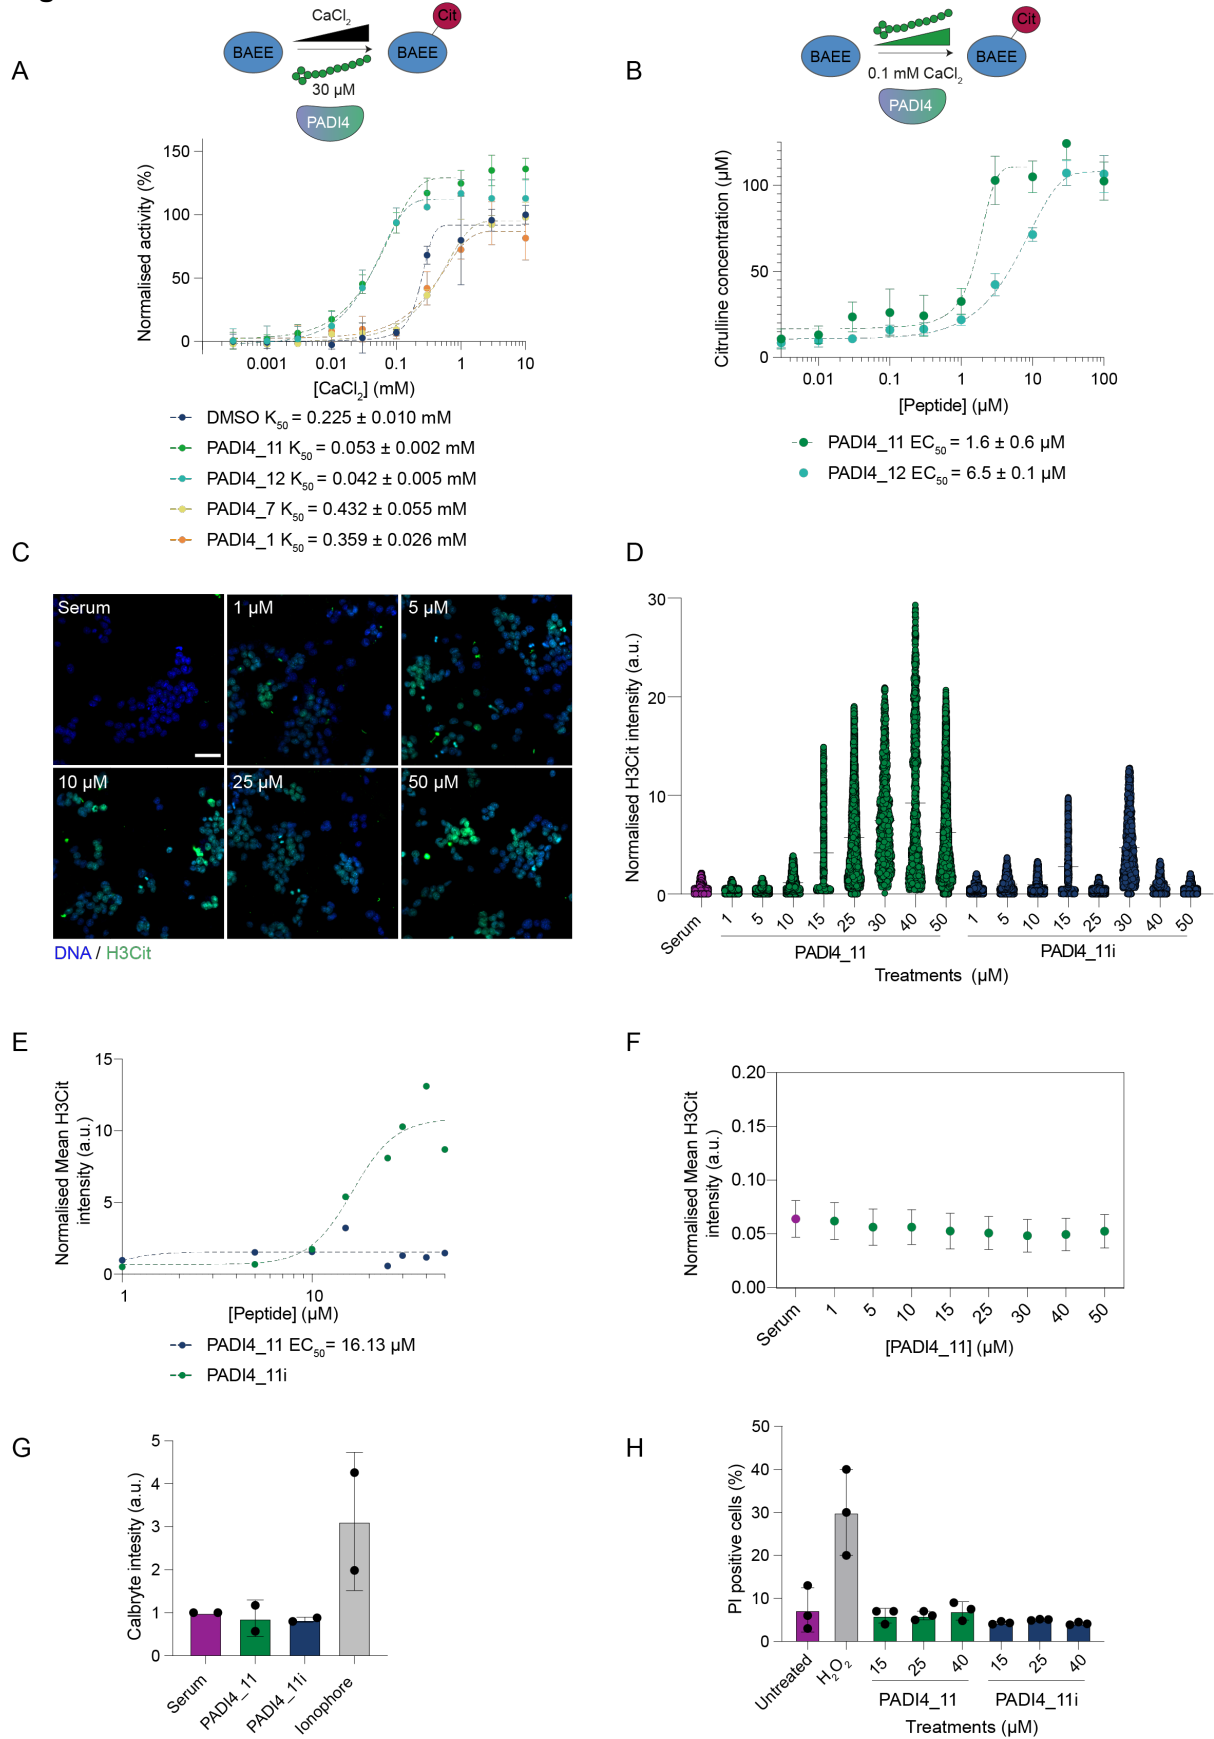 A
CaCl2
BAEE
Cit
BAEE
30 µM
PADI4
Normalised activity (%)
150
100
50
0
0.001
0.01
0.1
1
10
[CaCl2] (mM)
DMSO K50 = 0.225 ± 0.010 mM
PADI4_11 K50 = 0.053 ± 0.002 mM
PADI4_12 K50 = 0.042 ± 0.005 mM
PADI4_7 K50 = 0.432 ± 0.055 mM
PADI4_1 K50 = 0.359 ± 0.026 mM
B
BAEE
Cit
BAEE
0.1 mM CaCl2
PADI4
Citrulline concentration (µM)
100
50
0
0.01
0.1
1
10
100
[Peptide] (µM)
PADI4_11 EC50 = 1.6 ± 0.6 µM
PADI4_12 EC50 = 6.5 ± 0.1 µM
C
Serum
1 µM
5 µM
10 µM
25 µM
50 µM
DNA / H3Cit
D
Normalised H3Cit intensity (a.u.)
30
20
10
0
Serum
1
5
10
15
25
30
40
50
1
5
10
15
25
30
40
50
PADI4_11
PADI4_11i
Treatments (µM)
E
Normalised Mean H3Cit
intensity (a.u.)
15
10
5
0
1
10
[Peptide] (µM)
PADI4_11 EC50= 16.13 µM
PADI4_11i
F
Normalised Mean H3Cit
intensity (a.u.)
0.20
0.15
0.10
0.05
0.00
Serum
1
5
10
15
25
30
40
50
[PADI4_11] (µM)
G
Calbryte intesity (a.u.)
5
4
3
2
1
0
Serum
PADI4_11
PADI4_11i
Ionophore
H
PI positive cells (%)
50
40
30
20
10
0
Untreated
H2O2
15
25
40
15
25
40
PADI4_11
PADI4_11i
Treatments (µM)